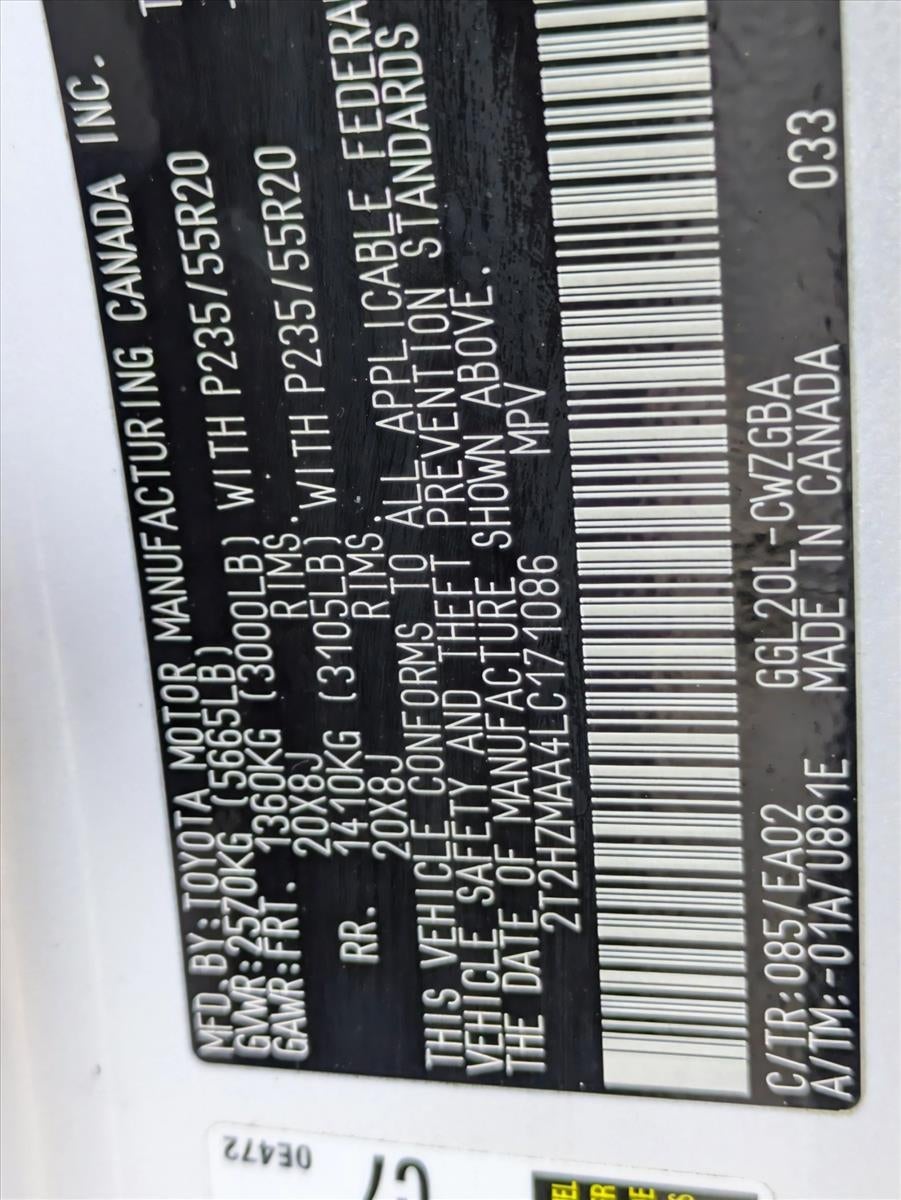 MFD.BY:TOYOTA MOTOR MANUFACTURING CANADA INC.
GVWR:2570KG (5665LB)
GAWR:FRT. 1360KG (3000LB) WITH P235/55R20
20X8J RIMS.
RR. 1410KG (3105LB) WITH P235/55R20
20X8J RIMS.
THIS VEHICLE CONFORMS TO ALL APPLICABLE FEDERA
VEHICLE SAFETY AND THEFT PREVENTION STANDARDS
THE DATE OF MANUFACTURE SHOWN ABOVE.
2T2HZMAA4LC171086 MPV
C/TR:085/EA02 GGL20L-CWZGBA 033
A/TM:-01A/U881E MADE IN CANADA
0E472